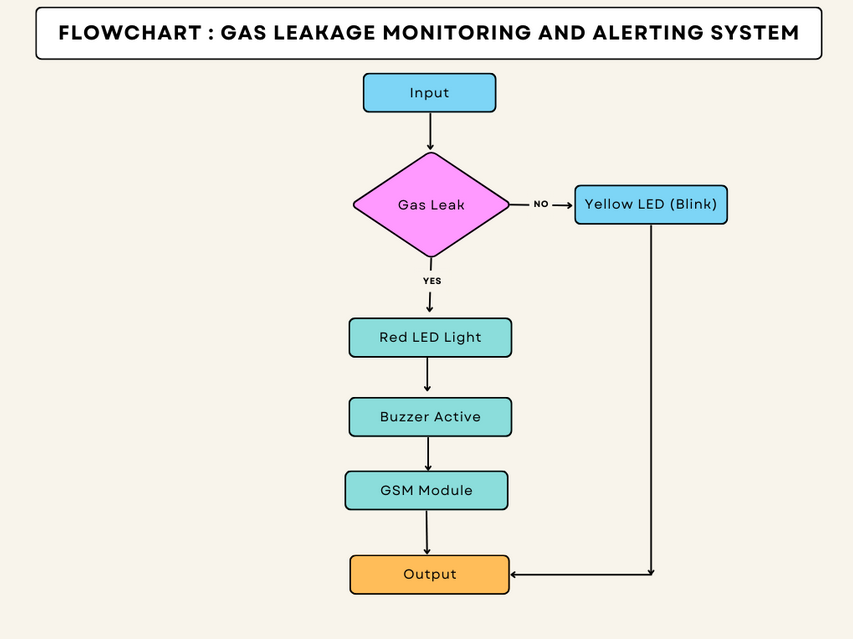 FLOWCHART : GAS LEAKAGE MONITORING AND ALERTING SYSTEM
Input
Gas Leak
NO
Yellow LED (Blink)
YES
Red LED Light
Buzzer Active
GSM Module
Output